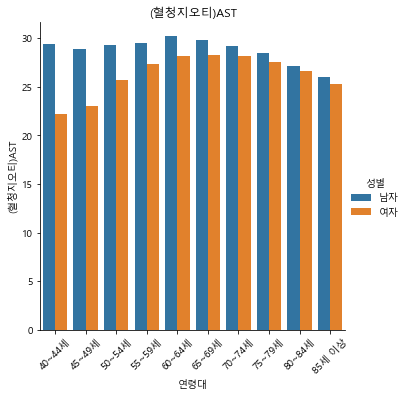 (혈청지오티)AST
30
25
20
15
10
5
0
(혈청지오티)AST
40~44세
45~49세
50~54세
55~59세
60~64세
65~69세
70~74세
75~79세
80~84세
85세 이상
연령대
성별
남자
여자